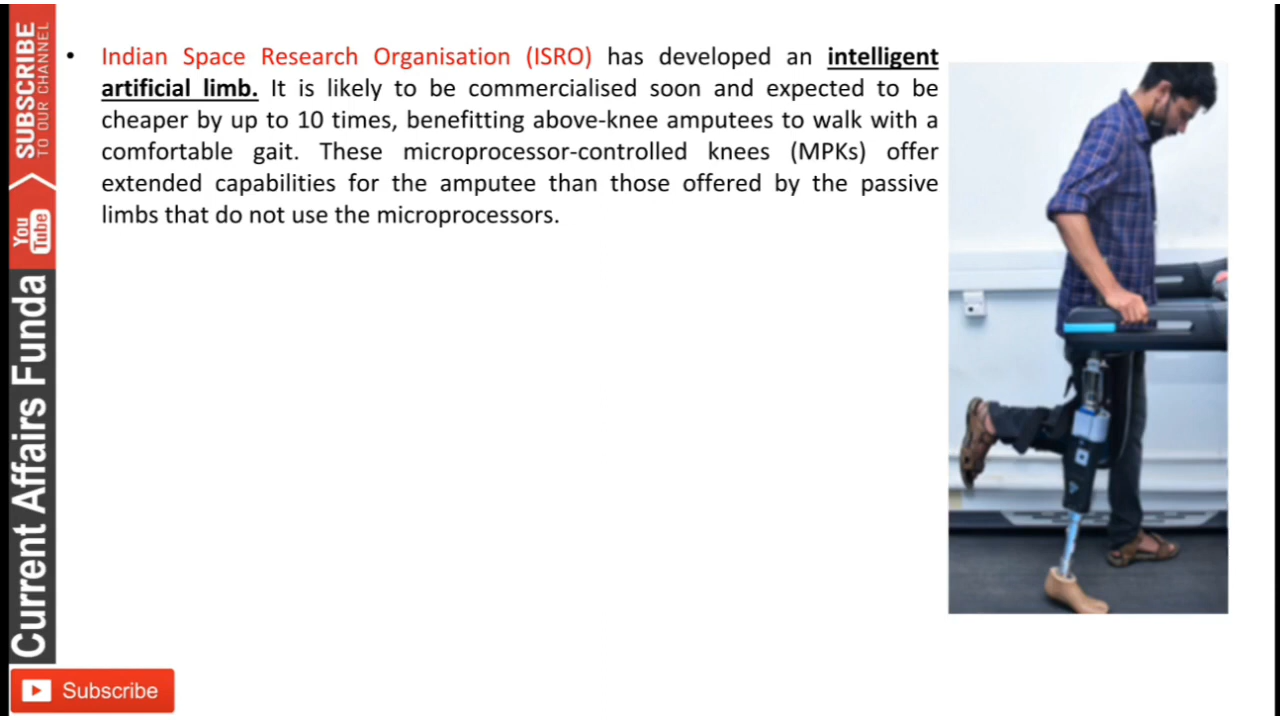 SUBSCRIBE
TO OUR CHANNEL
You
Tube
Current Affairs Funda
• Indian Space Research Organisation (ISRO) has developed an intelligent
artificial limb. It is likely to be commercialised soon and expected to be
cheaper by up to 10 times, benefitting above-knee amputees to walk with a
comfortable gait. These microprocessor-controlled knees (MPKs) offer
extended capabilities for the amputee than those offered by the passive
limbs that do not use the microprocessors.
Subscribe